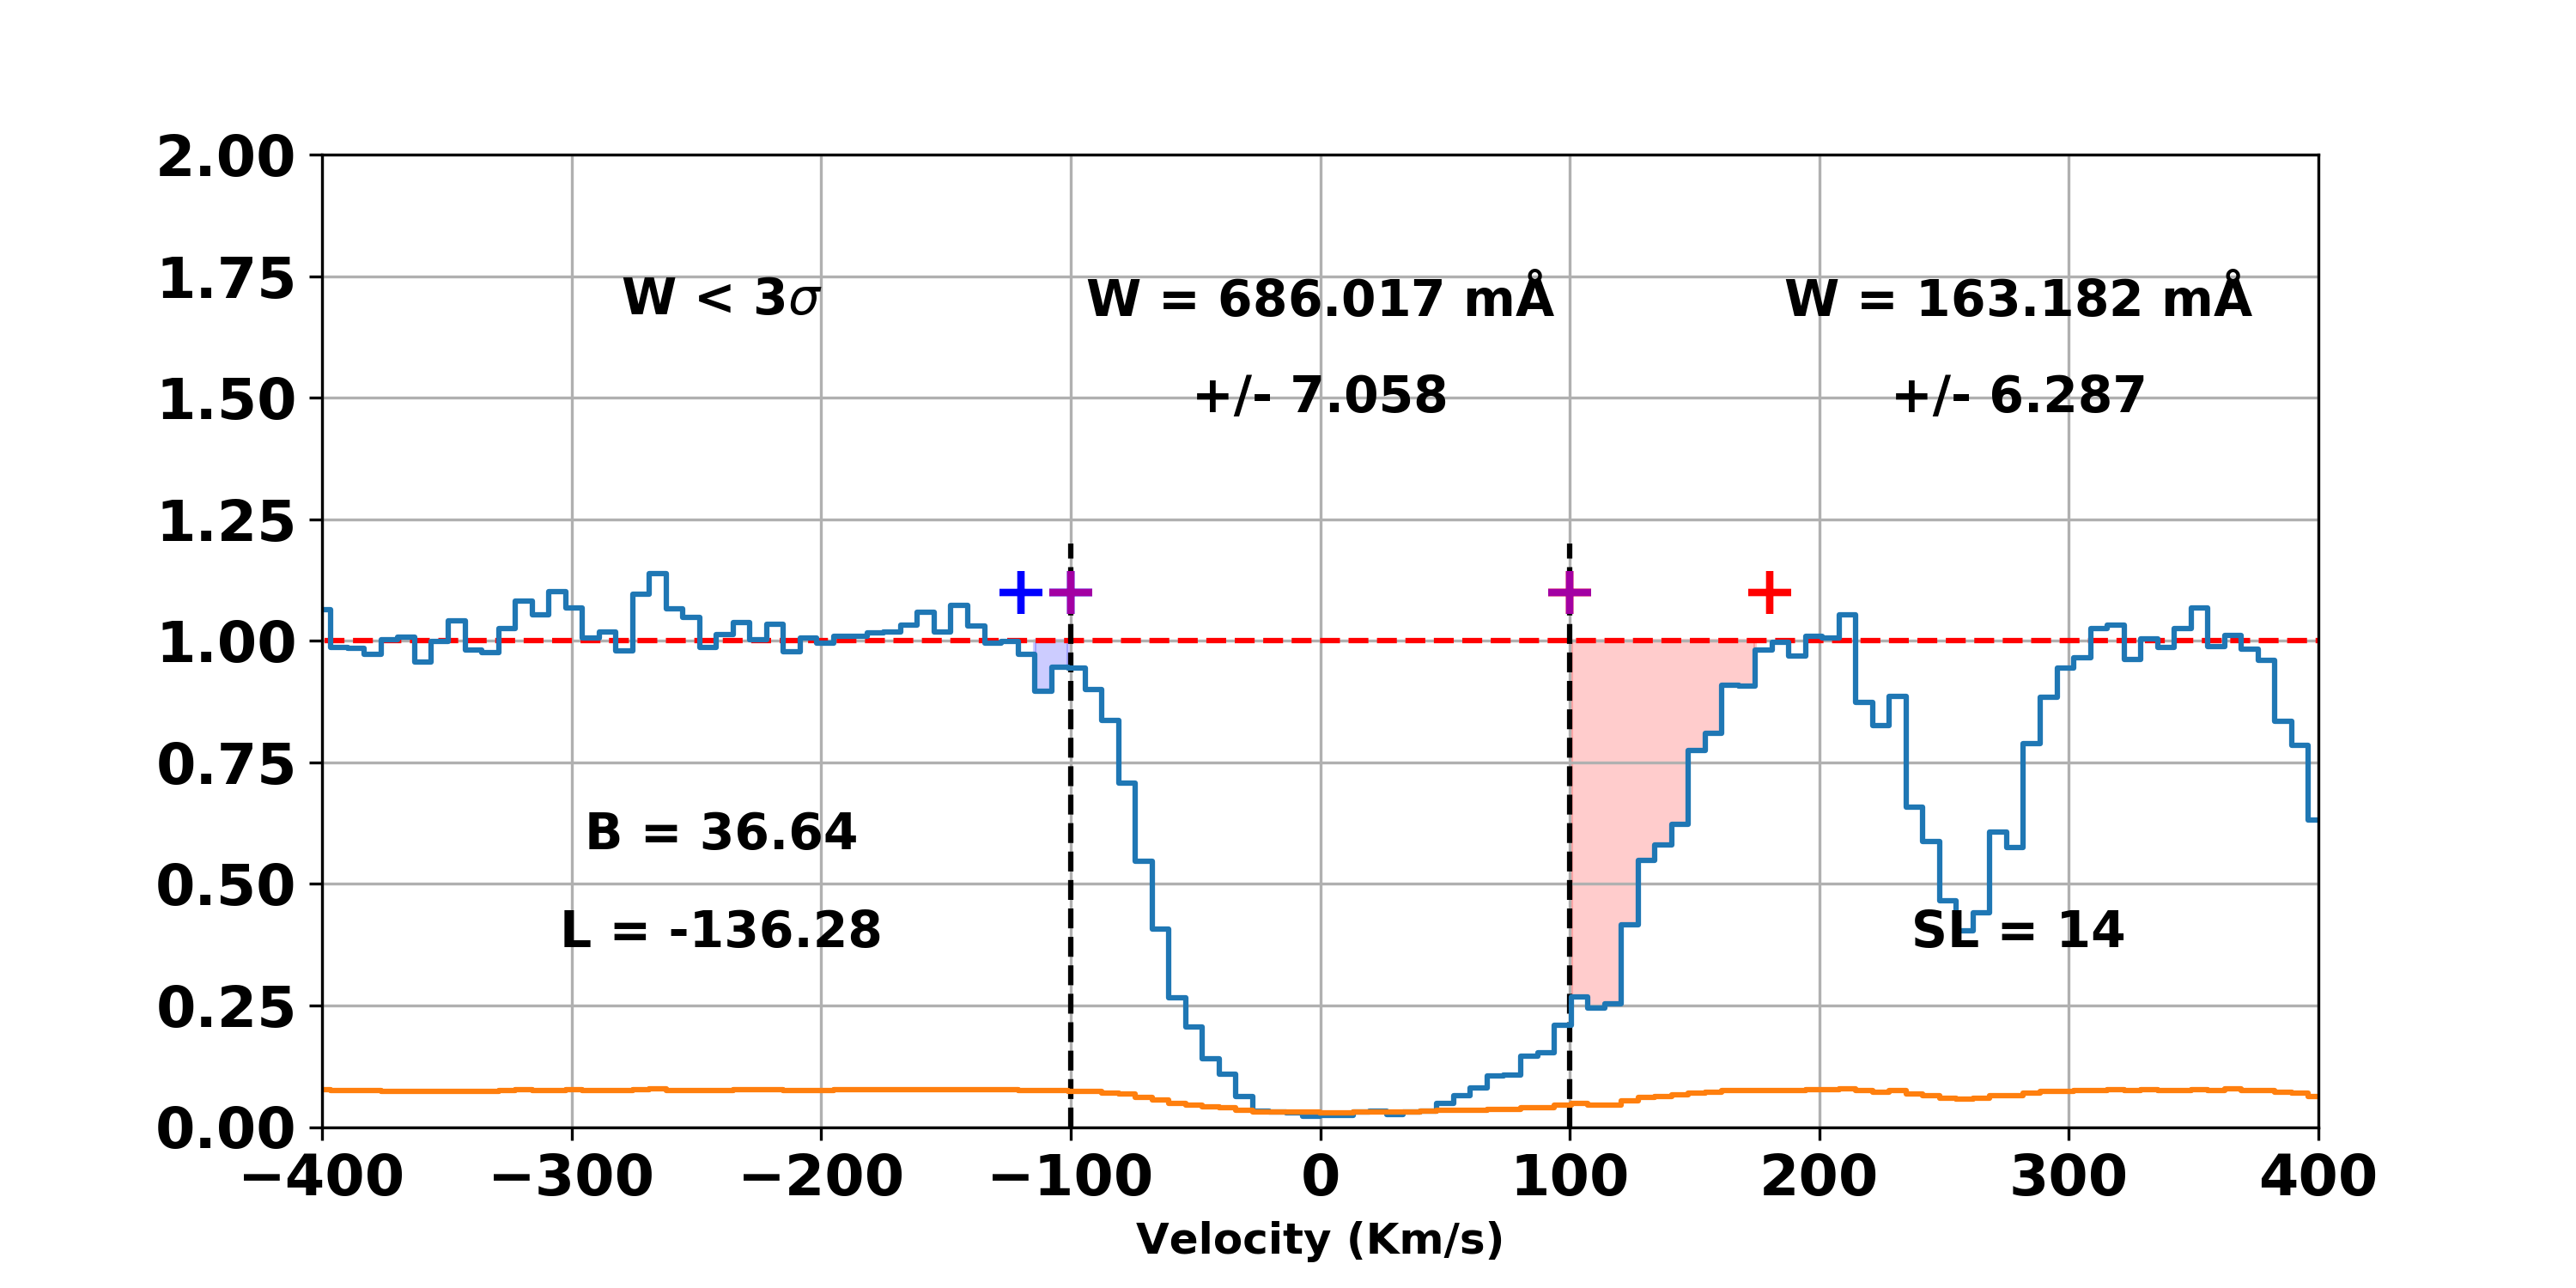 2.00
1.75
1.50
1.25
1.00
0.75
0.50
0.25
0.00
W < 3σ
W = 686.017 mÅ
+/- 7.058
W = 163.182 mÅ
+/- 6.287
B = 36.64
L = -136.28
SL = 14
−400 −300 −200 −100 0 100 200 300 400
Velocity (Km/s)